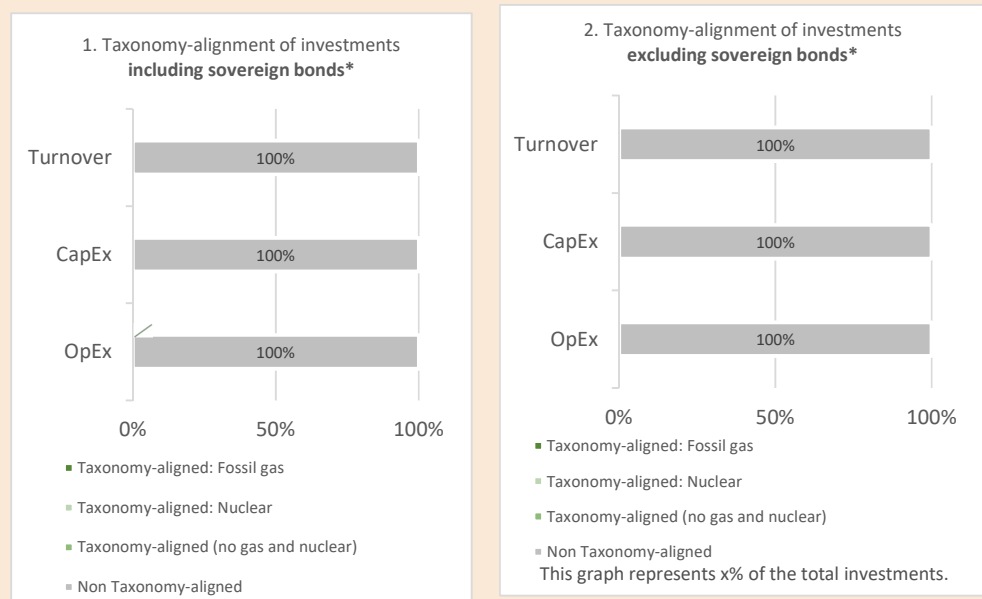 1. Taxonomy-alignment of investments
including sovereign bonds*
Turnover
100%
CapEx
100%
OpEx
100%
0%
50%
100%
Taxonomy-aligned: Fossil gas
Taxonomy-aligned: Nuclear
Taxonomy-aligned (no gas and nuclear)
Non Taxonomy-aligned
2. Taxonomy-alignment of investments
excluding sovereign bonds*
Turnover
100%
CapEx
100%
OpEx
100%
0%
50%
100%
Taxonomy-aligned: Fossil gas
Taxonomy-aligned: Nuclear
Taxonomy-aligned (no gas and nuclear)
Non Taxonomy-aligned
This graph represents x% of the total investments.